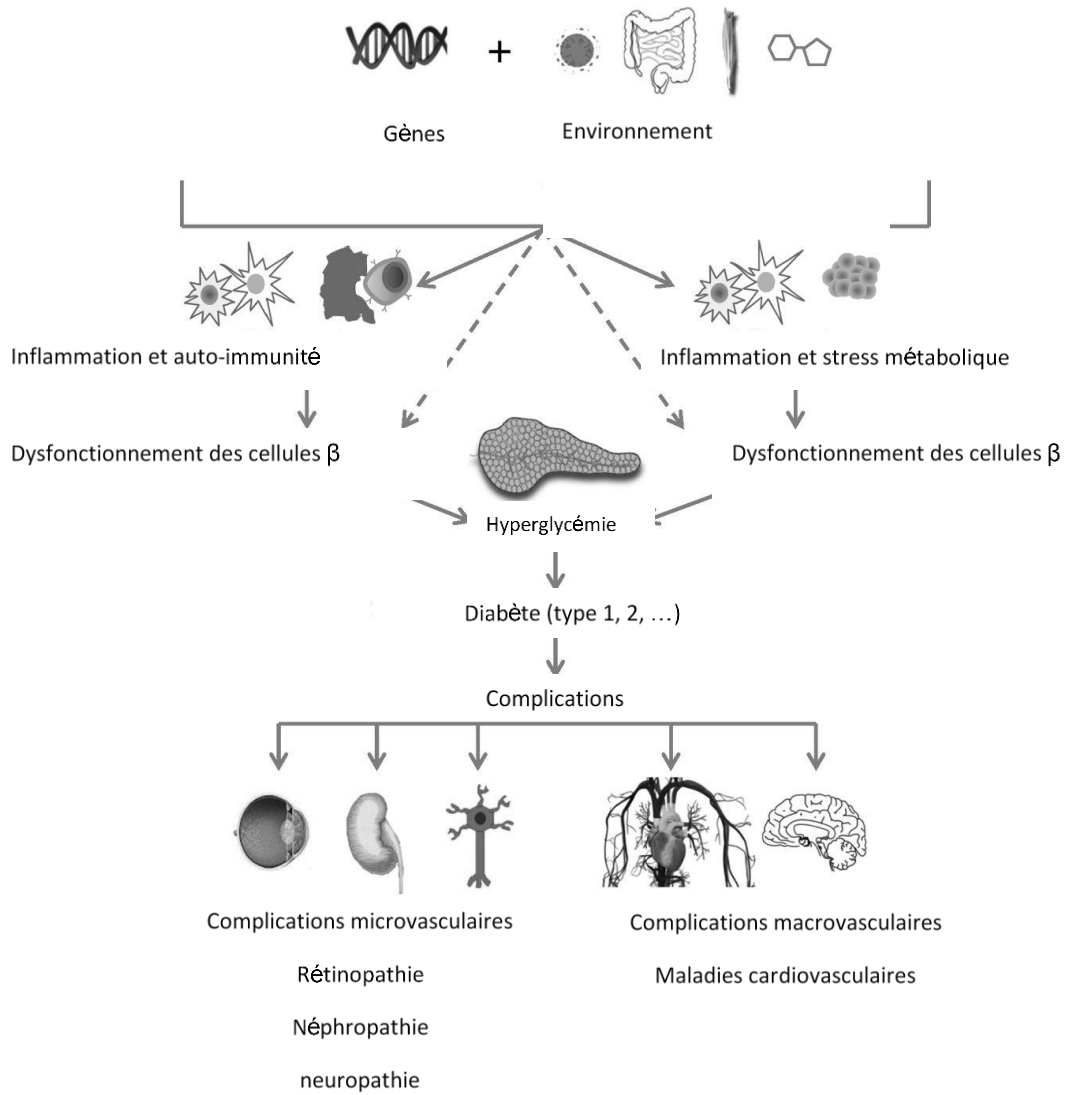 +
Gènes
Environnement
Inflammation et auto-immunité
Inflammation et stress métabolique
Dysfonctionnement des cellules β
Dysfonctionnement des cellules β
Hyperglycémie
Diabète (type 1, 2, ...)
Complications
Complications microvasculaires
Complications macrovasculaires
Rétinopathie
Maladies cardiovasculaires
Néphropathie
neuropathie